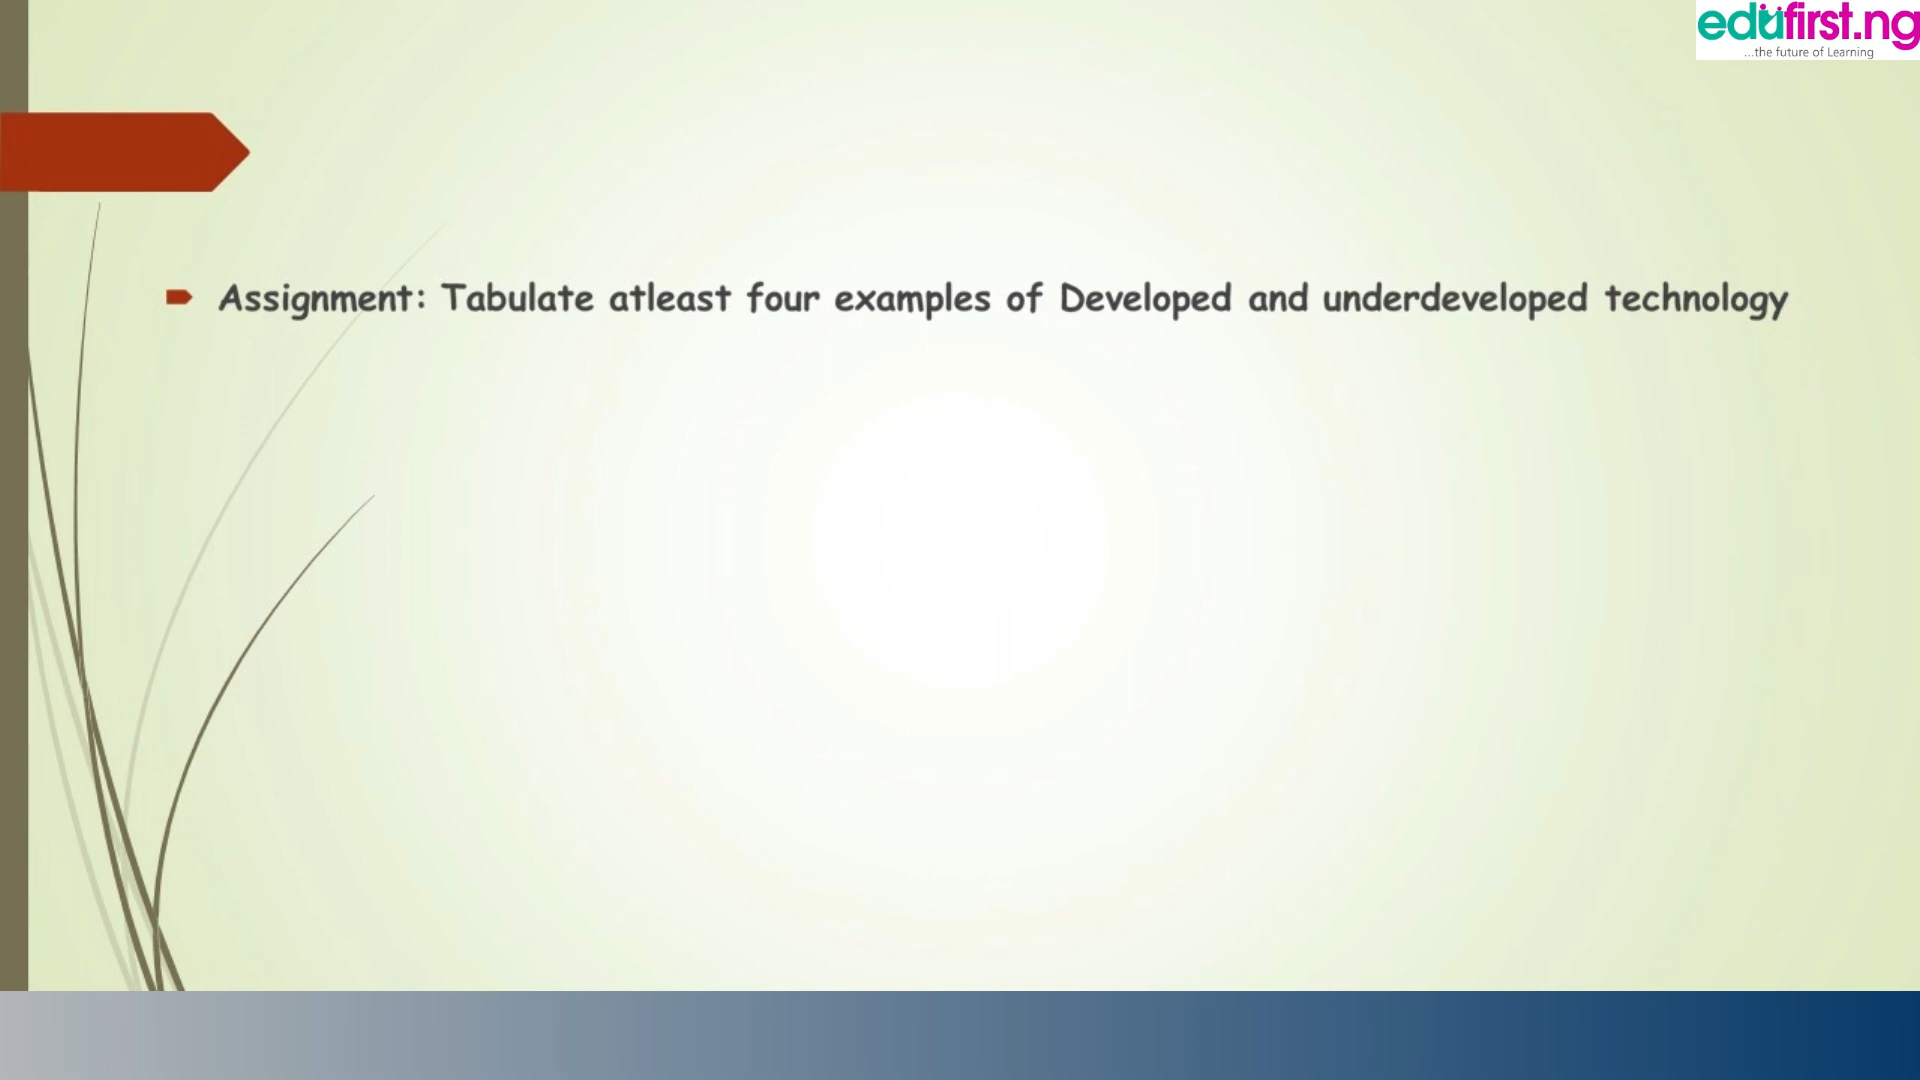 edufirst.ng
...the future of Learning
Assignment: Tabulate atleast four examples of Developed and underdeveloped technology